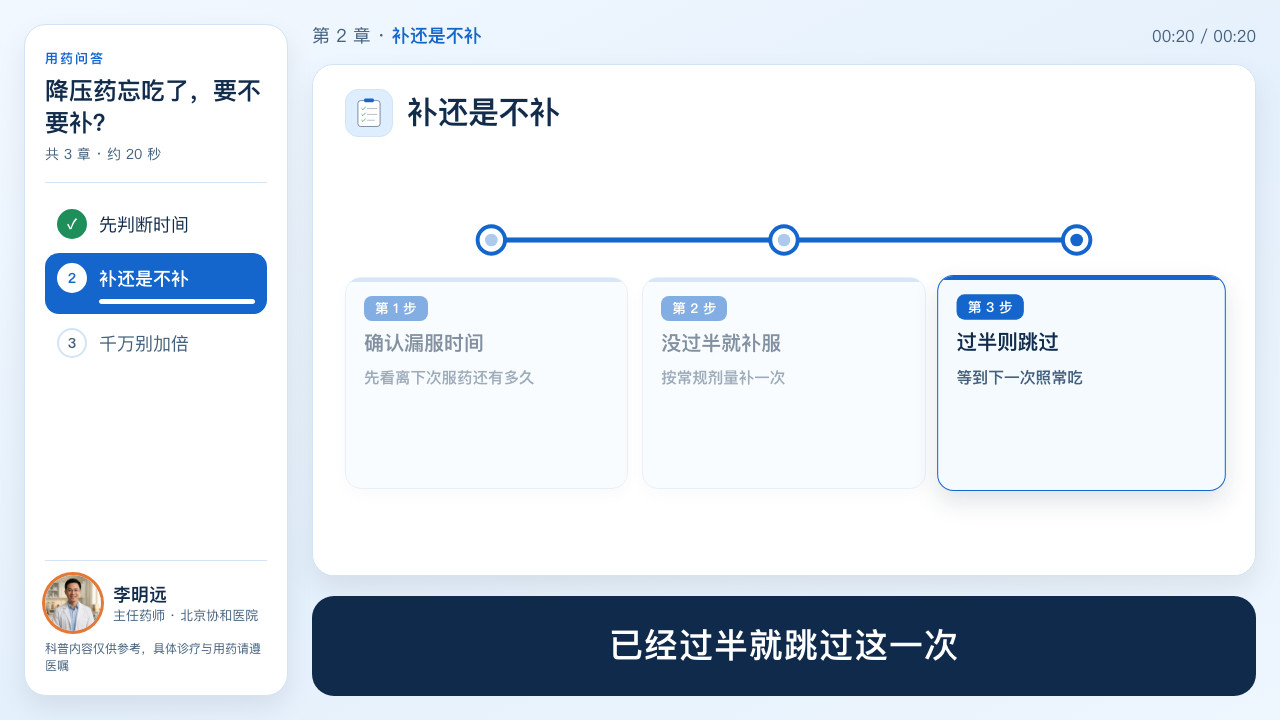 用药问答
降压药忘吃了，要不
要补？
共 3 章 · 约 20 秒
✓ 先判断时间
2 补还是不补
3 千万别加倍
李明远
主任药师 · 北京协和医院
科普内容仅供参考，具体诊疗与用药请遵
医嘱
第 2 章 · 补还是不补
00:20 / 00:20
补还是不补
第 1 步
确认漏服时间
先看离下次服药还有多久
第 2 步
没过半就补服
按常规剂量补一次
第 3 步
过半则跳过
等到下一次照常吃
已经过半就跳过这一次